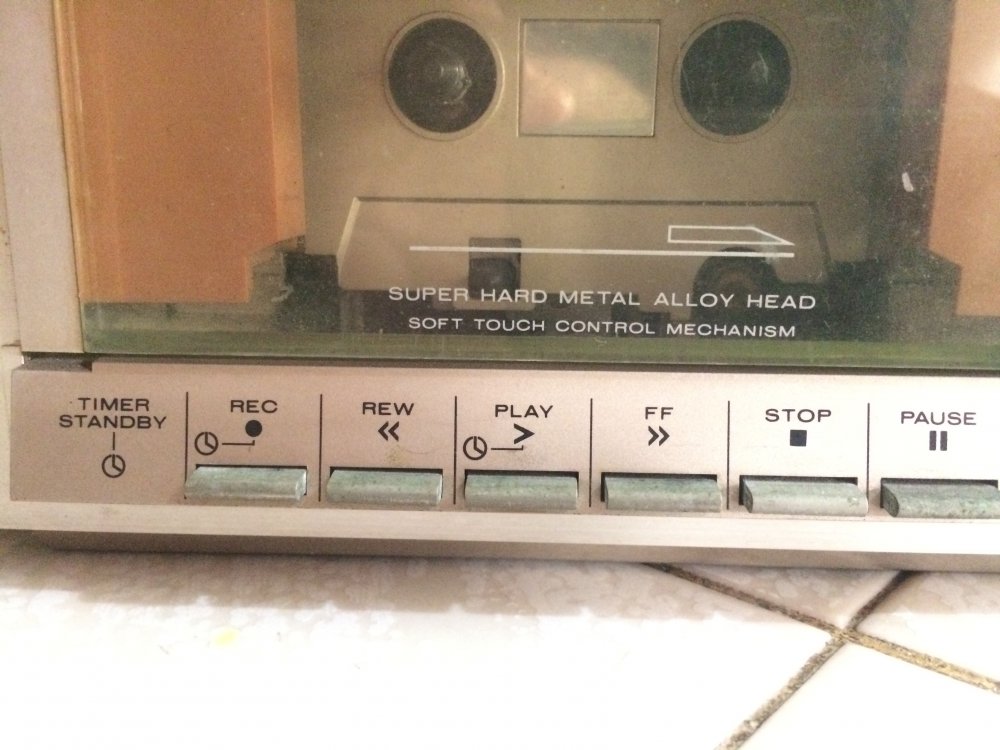 SUPER HARD METAL ALLOY HEAD
SOFT TOUCH CONTROL MECHANISM
TIMER
STANDBY
REC
REW
PLAY
FF
STOP
PAUSE